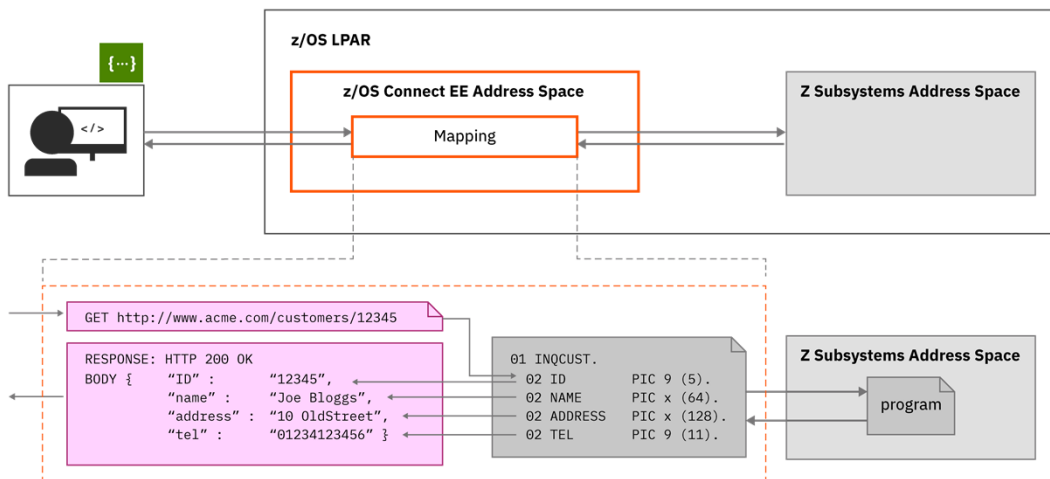 z/OS LPAR
{...}
z/OS Connect EE Address Space
Z Subsystems Address Space
</>
Mapping
GET http://www.acme.com/customers/12345
RESPONSE: HTTP 200 OK
BODY { “ID” : “12345”,
“name” : “Joe Bloggs”,
“address” : “10 OldStreet”,
“tel” : “01234123456” }
01 INQCUST.
02 ID PIC 9 (5).
02 NAME PIC x (64).
02 ADDRESS PIC x (128).
02 TEL PIC 9 (11).
Z Subsystems Address Space
program